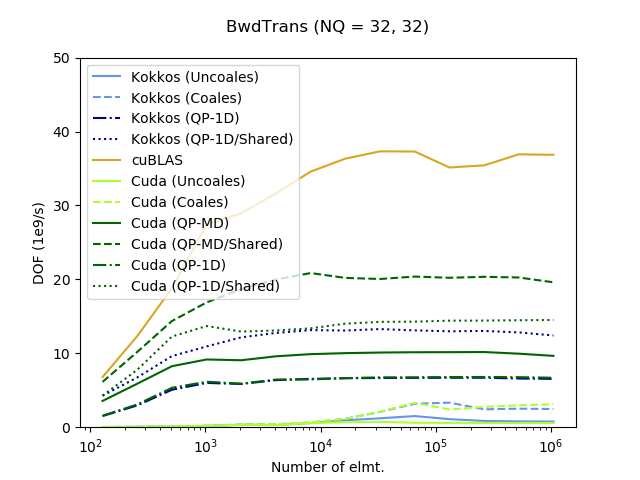 BwdTrans (NQ = 32, 32)
50
40
30
20
10
0
DOF (1e9/s)
Kokkos (Uncoales)
Kokkos (Coales)
Kokkos (QP-1D)
Kokkos (QP-1D/Shared)
cuBLAS
Cuda (Uncoales)
Cuda (Coales)
Cuda (QP-MD)
Cuda (QP-MD/Shared)
Cuda (QP-1D)
Cuda (QP-1D/Shared)
10² 10³ 10⁴ 10⁵ 10⁶
Number of elmt.